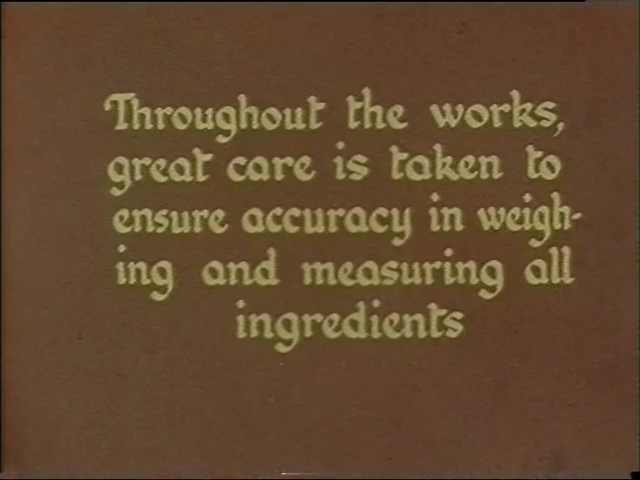 Throughout the works,
great care is taken to
ensure accuracy in weigh-
ing and measuring all
ingredients